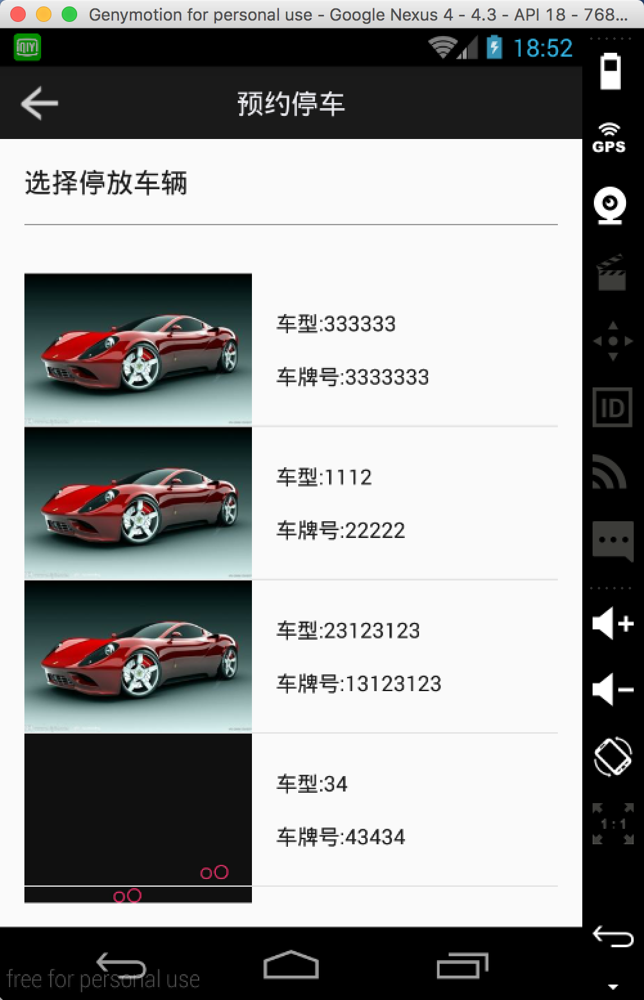 Genymotion for personal use - Google Nexus 4 - 4.3 - API 18 - 768...
QIY
18:52
预约停车
GPS
选择停放车辆
车型:333333
车牌号:3333333
ID
车型:1112
车牌号:22222
车型:23123123
车牌号:13123123
车型:34
1:1
车牌号:43434
free for personal use